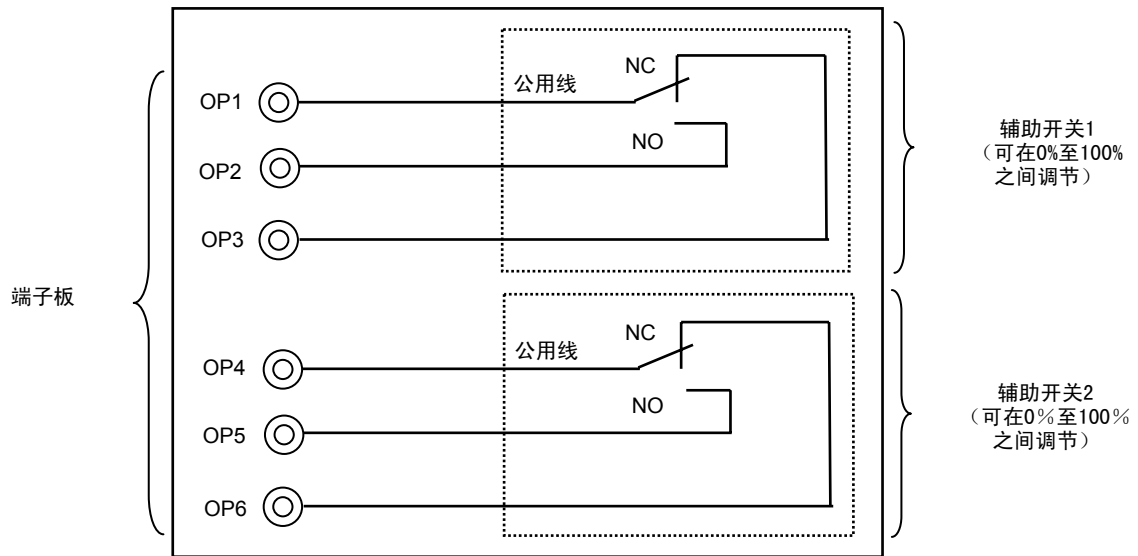 NC
公用线
OP1
NO
OP2
OP3
辅助开关1
（可在0%至100%
之间调节）
端子板
NC
公用线
OP4
NO
OP5
OP6
辅助开关2
（可在0％至100％
之间调节）